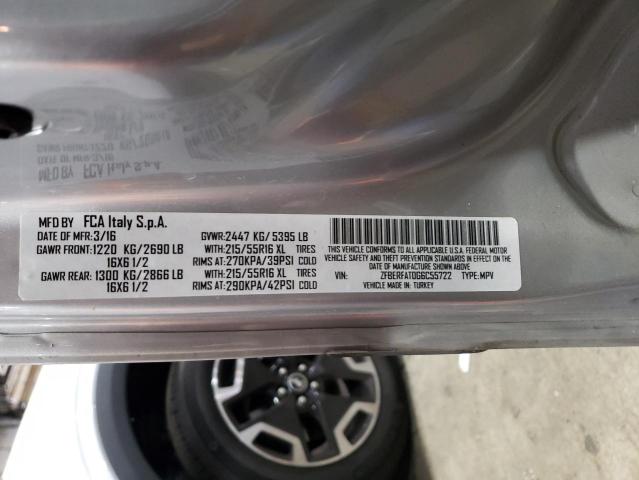 MFD BY FCA Italy S.p.A.
DATE OF MFR:3/16 GVWR:2447 KG/ 5395 LB
GAWR FRONT:1220 KG/2690 LB WITH:215/55R16 XL TIRES
16X6 1/2 RIMS AT:270KPA/39PSI COLD
GAWR REAR: 1300 KG/2866 LB WITH:215/55R16 XL TIRES
16X6 1/2 RIMS AT:290KPA/42PSI COLD
THIS VEHICLE CONFORMS TO ALL APPLICABLE U.S.A. FEDERAL MOTOR
VEHICLE SAFETY AND THEFT PREVENTION STANDARDS IN EFFECT ON
THE DATE OF MANUFACTURE SHOWN ABOVE.
VIN: ZFBERFAT0G6C55722 TYPE:MPV
VEHICLE MADE IN: TURKEY